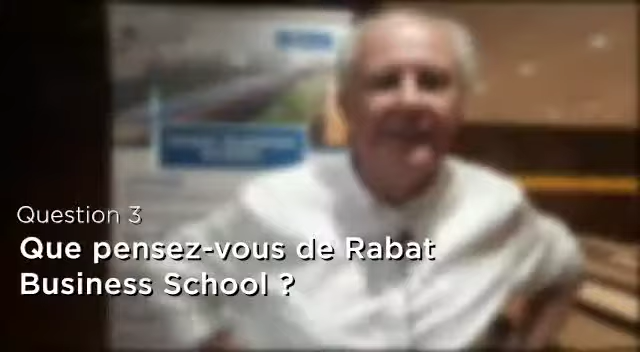 Question 3
Que pensez-vous de Rabat
Business School ?